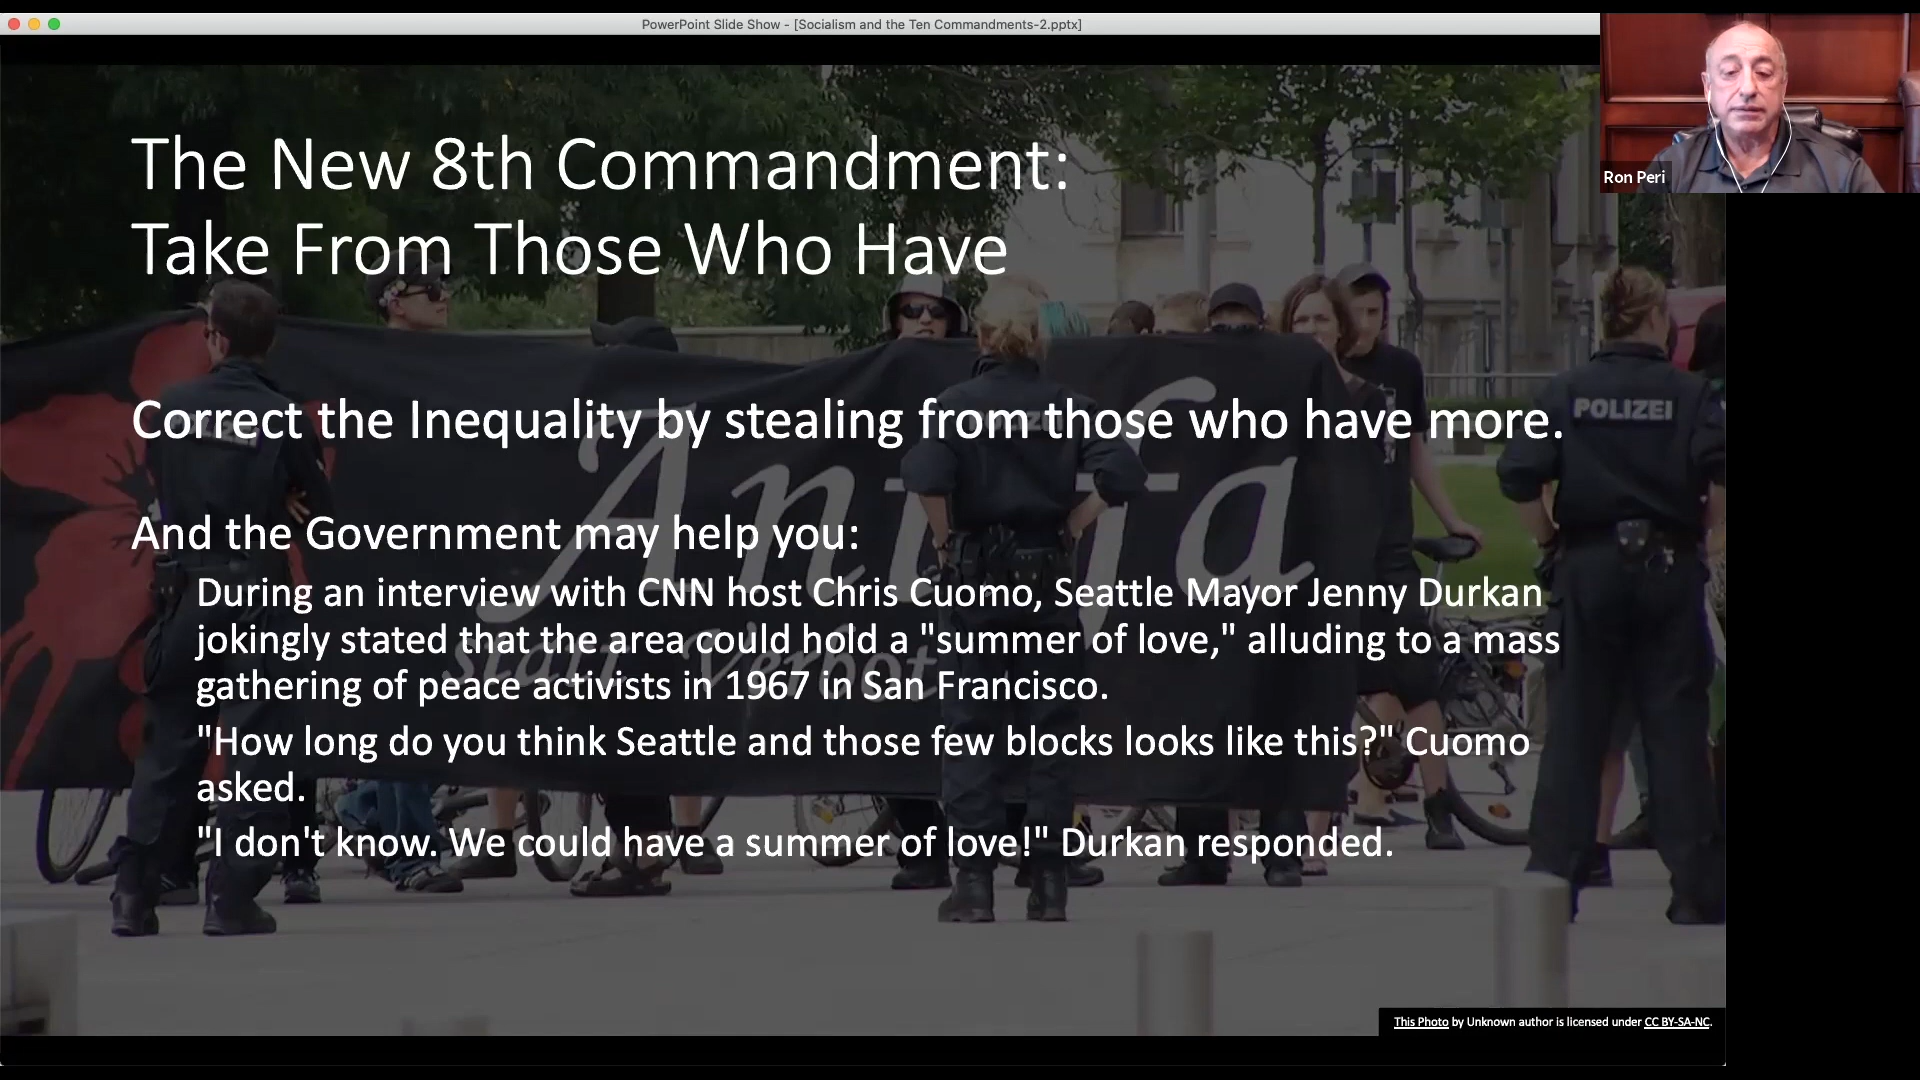 PowerPoint Slide Show - [Socialism and the Ten Commandments-2.pptx]
Ron Peri
The New 8th Commandment:
Take From Those Who Have
Correct the Inequality by stealing from those who have more.
POLIZEI
Antifa
And the Government may help you:
During an interview with CNN host Chris Cuomo, Seattle Mayor Jenny Durkan
jokingly stated that the area could hold a "summer of love," alluding to a mass
gathering of peace activists in 1967 in San Francisco.
statt Verbot
"How long do you think Seattle and those few blocks looks like this?" Cuomo
asked.
"I don't know. We could have a summer of love!" Durkan responded.
This Photo by Unknown author is licensed under CC BY-SA-NC.